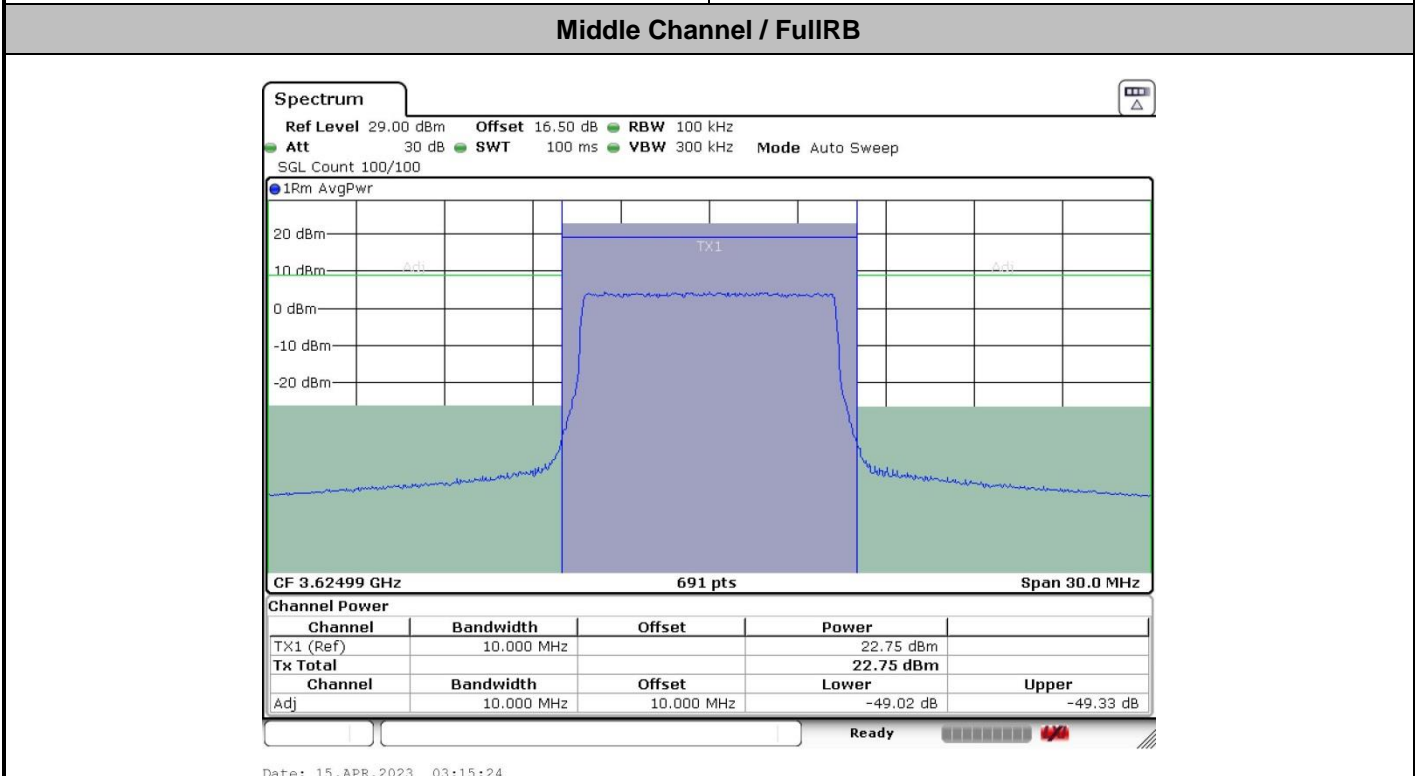 Middle Channel / FullRB
Spectrum
Ref Level 29.00 dBm Offset 16.50 dB RBW 100 kHz
Att 30 dB SWT 100 ms VBW 300 kHz Mode Auto Sweep
SGL Count 100/100
1Rm AvgPwr
20 dBm
TX1
10 dBm
Adj
Adj
0 dBm
-10 dBm
-20 dBm
CF 3.62499 GHz 691 pts Span 30.0 MHz
Channel Power
Channel Bandwidth Offset Power
TX1 (Ref) 10.000 MHz 22.75 dBm
Tx Total 22.75 dBm
Channel Bandwidth Offset Lower Upper
Adj 10.000 MHz 10.000 MHz -49.02 dB -49.33 dB
Ready
Date: 15.APR.2023 03:15:24